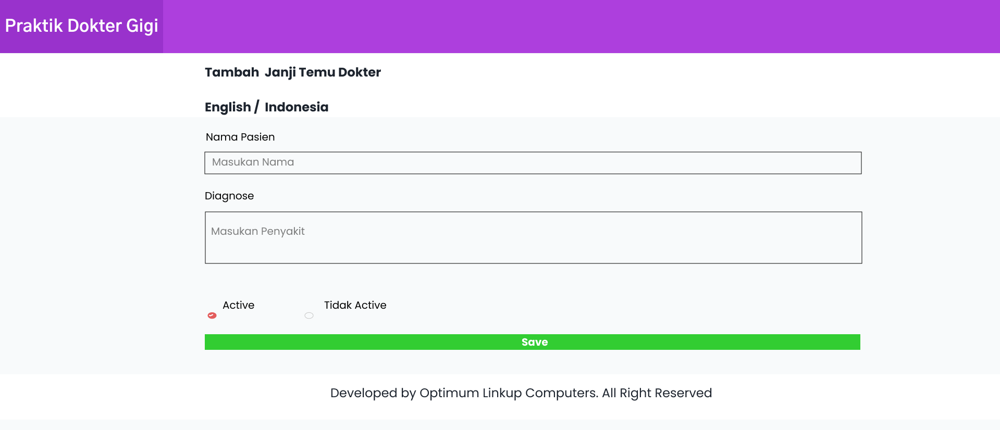 Praktik Dokter Gigi
Tambah Janji Temu Dokter
English / Indonesia
Nama Pasien
Masukan Nama
Diagnose
Masukan Penyakit
Active Tidak Active
Save
Developed by Optimum Linkup Computers. All Right Reserved